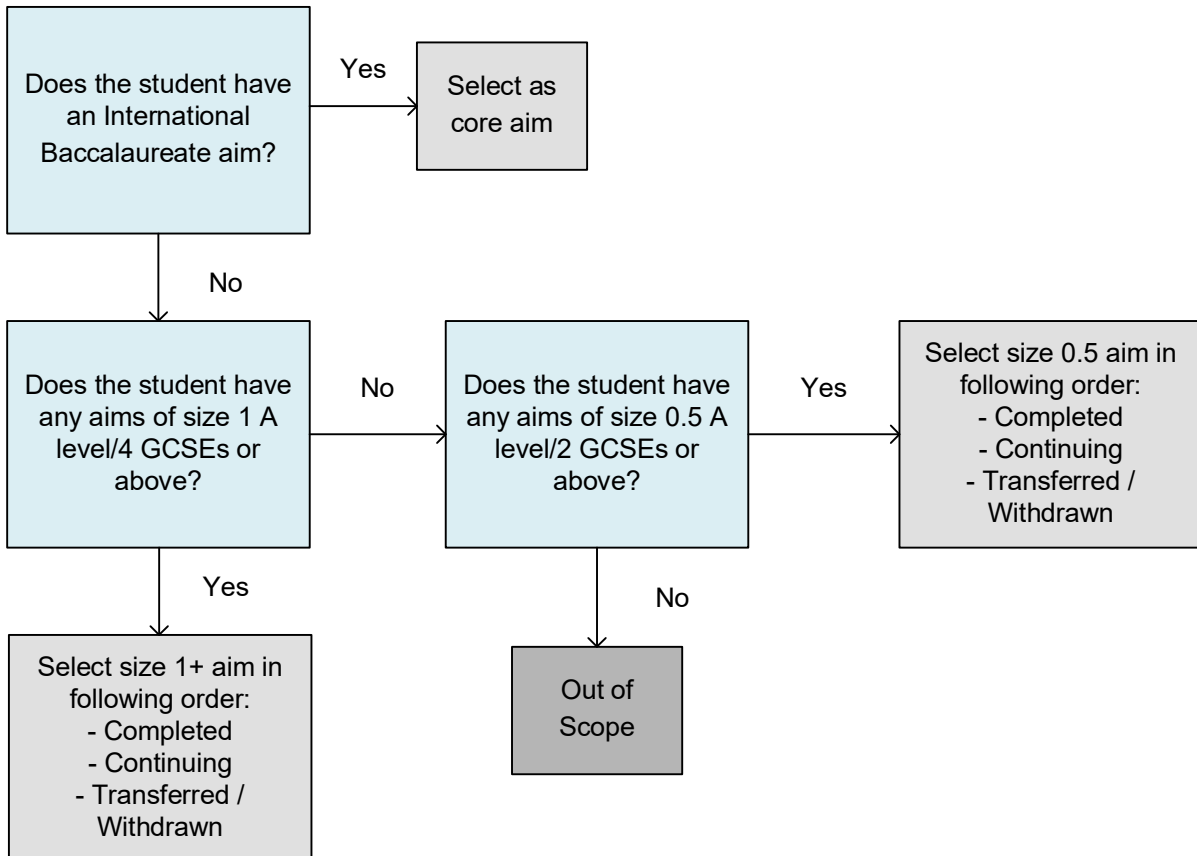 Does the student have
an International
Baccalaureate aim?
Yes
Select as
core aim
No
Does the student have
any aims of size 1 A
level/4 GCSEs or
above?
No
Does the student have
any aims of size 0.5 A
level/2 GCSEs or
above?
Yes
Select size 0.5 aim in
following order:
- Completed
- Continuing
- Transferred /
Withdrawn
Yes
Select size 1+ aim in
following order:
- Completed
- Continuing
- Transferred /
Withdrawn
No
Out of
Scope